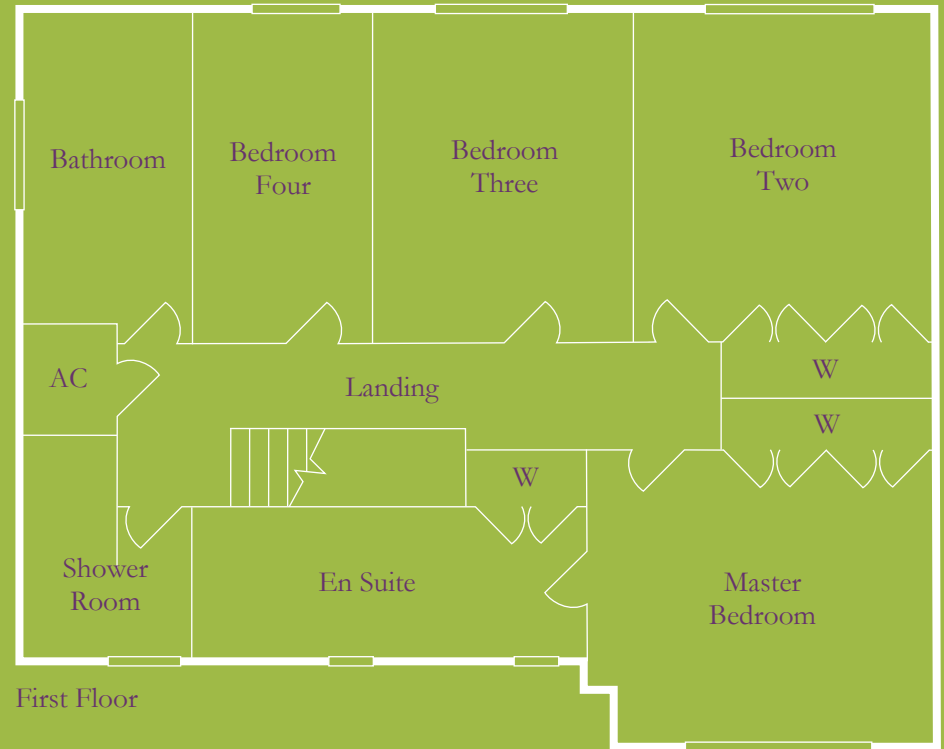 Bathroom
Bedroom
Four
Bedroom
Three
Bedroom
Two
AC
Landing
W
W
W
Shower
Room
En Suite
Master
Bedroom
First Floor